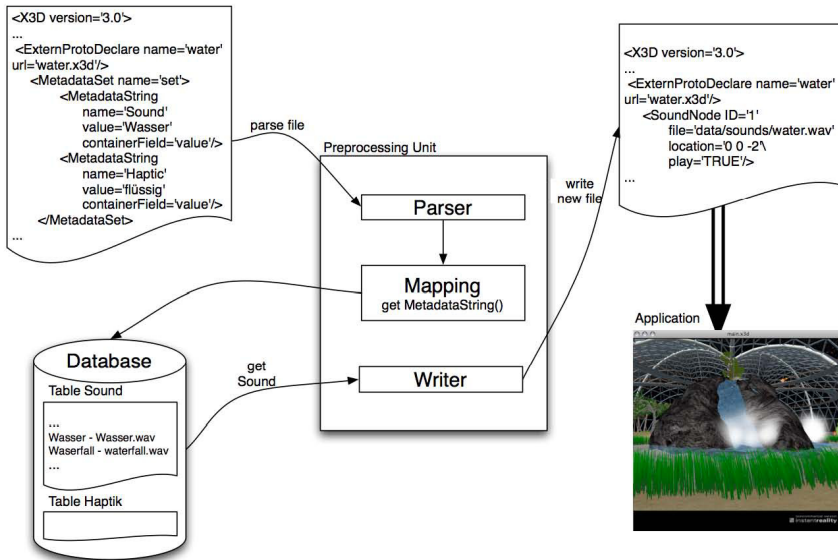 <X3D version='3.0'>
...
<ExternProtoDeclare name='water'
url='water.x3d'/>
<MetadataSet name='set'>
<MetadataString
name='Sound'
value='Wasser'
containerField='value'/>
<MetadataString
name='Haptic'
value='flüssig'
containerField='value'/>
</MetadataSet>
...
parse file
Preprocessing Unit
Parser
Mapping
get MetadataString()
Writer
Database
Table Sound
...
Wasser - Wasser.wav
Waserfall - waterfall.wav
...
Table Haptik
get
Sound
write
new file
<X3D version='3.0'>
...
<ExternProtoDeclare name='water'
url='water.x3d'/>
<SoundNode ID='1'
file='data/sounds/water.wav'
location='0 0 -2'\
play='TRUE'/>
...
Application
main.x3d
instantreality